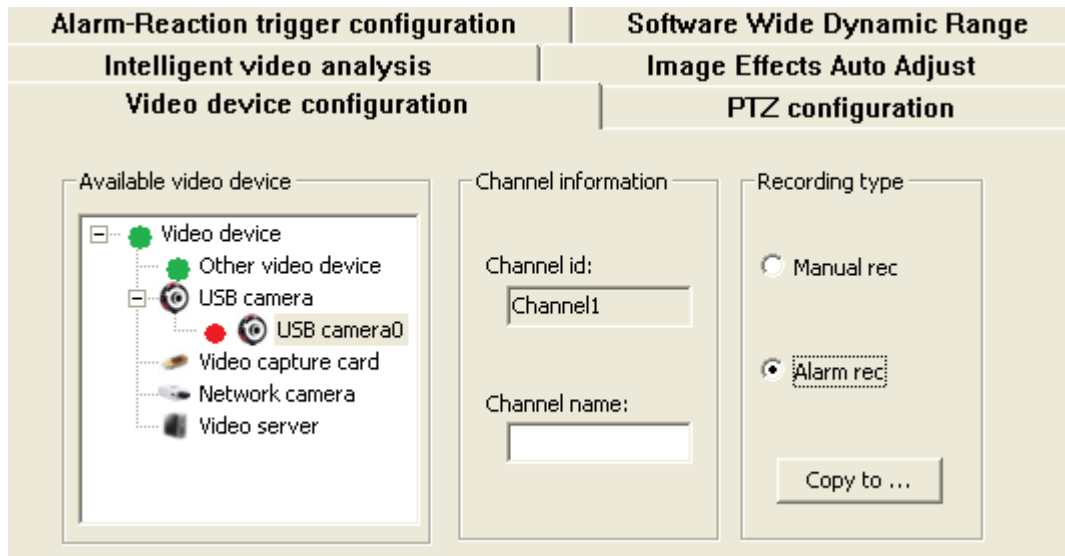 Alarm-Reaction trigger configuration
Software Wide Dynamic Range
Intelligent video analysis
Image Effects Auto Adjust
Video device configuration
PTZ configuration
Available video device
Video device
Other video device
USB camera
USB camera0
Video capture card
Network camera
Video server
Channel information
Channel id:
Channel1
Channel name:
Recording type
Manual rec
Alarm rec
Copy to ...